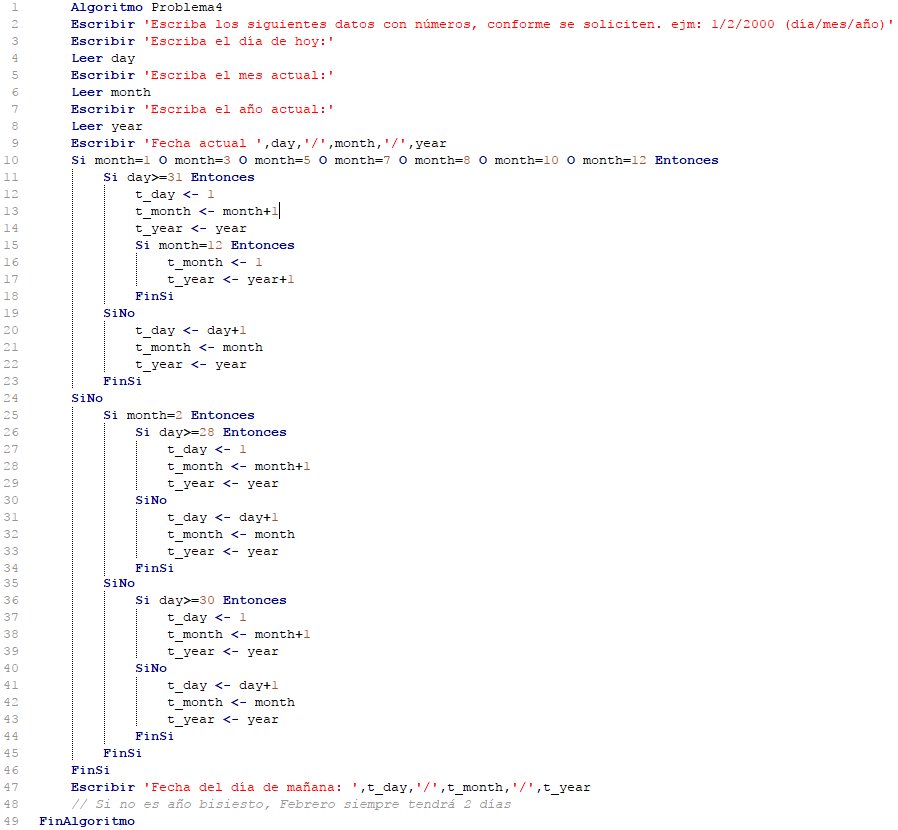 1 Algoritmo Problema4
2 Escribir 'Escriba los siguientes datos con números, conforme se soliciten. ejm: 1/2/2000 (día/mes/año)'
3 Escribir 'Escriba el día de hoy:'
4 Leer day
5 Escribir 'Escriba el mes actual:'
6 Leer month
7 Escribir 'Escriba el año actual:'
8 Leer year
9 Escribir 'Fecha actual ',day,'/',month,'/',year
10 Si month=1 O month=3 O month=5 O month=7 O month=8 O month=10 O month=12 Entonces
11 Si day>=31 Entonces
12 t_day <- 1
13 t_month <- month+1
14 t_year <- year
15 Si month=12 Entonces
16 t_month <- 1
17 t_year <- year+1
18 FinSi
19 SiNo
20 t_day <- day+1
21 t_month <- month
22 t_year <- year
23 FinSi
24 SiNo
25 Si month=2 Entonces
26 Si day>=28 Entonces
27 t_day <- 1
28 t_month <- month+1
29 t_year <- year
30 SiNo
31 t_day <- day+1
32 t_month <- month
33 t_year <- year
34 FinSi
35 SiNo
36 Si day>=30 Entonces
37 t_day <- 1
38 t_month <- month+1
39 t_year <- year
40 SiNo
41 t_day <- day+1
42 t_month <- month
43 t_year <- year
44 FinSi
45 FinSi
46 FinSi
47 Escribir 'Fecha del día de mañana: ',t_day,'/',t_month,'/',t_year
48 // Si no es año bisiesto, Febrero siempre tendrá 2 días
49 FinAlgoritmo